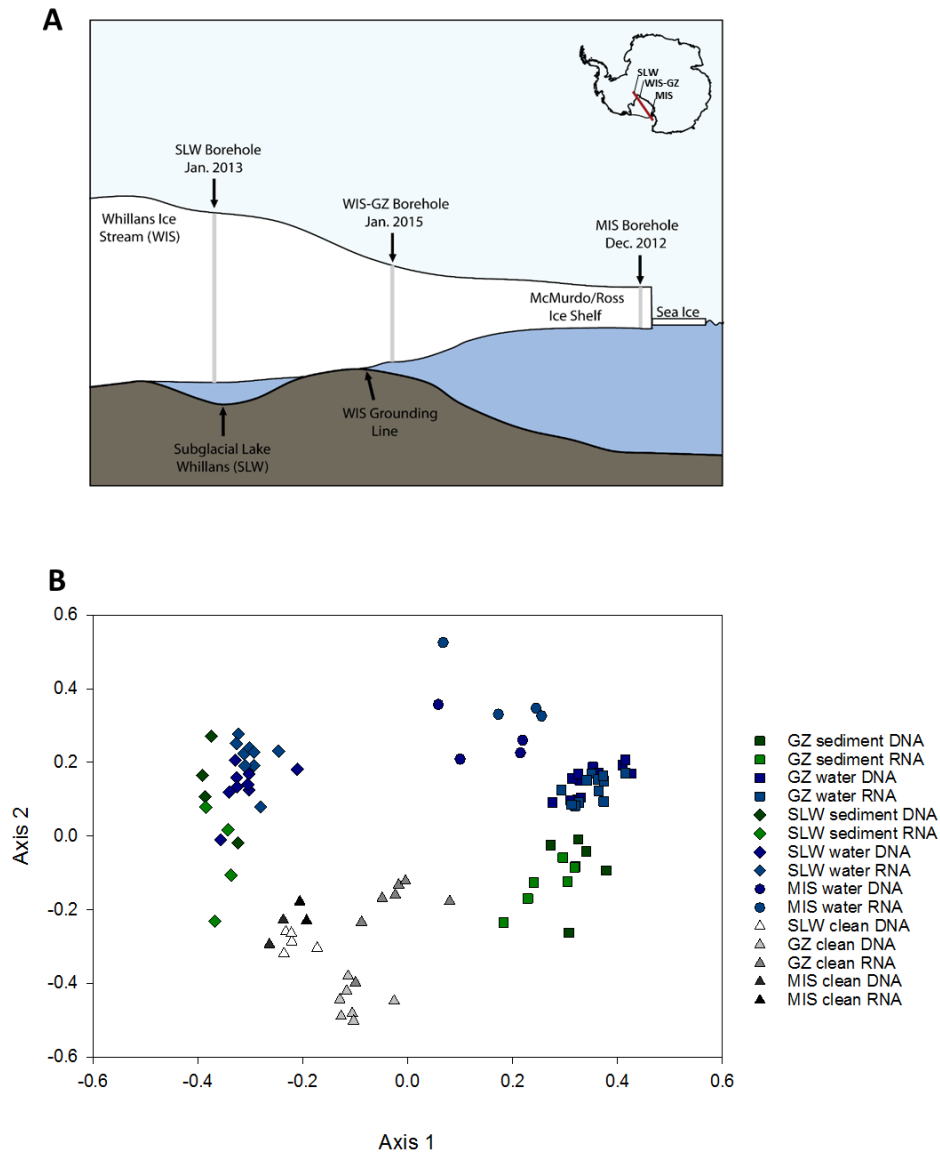 A
SLW
WIS-GZ
MIS
SLW Borehole
Jan. 2013
WIS-GZ Borehole
Jan. 2015
MIS Borehole
Dec. 2012
Whillans Ice
Stream (WIS)
McMurdo/Ross
Ice Shelf
Sea Ice
WIS Grounding
Line
Subglacial Lake
Whillans (SLW)
B
0.6
0.4
0.2
0.0
-0.2
-0.4
-0.6
Axis 2
-0.6
-0.4
-0.2
0.0
0.2
0.4
0.6
Axis 1
GZ sediment DNA
GZ sediment RNA
GZ water DNA
GZ water RNA
SLW sediment DNA
SLW sediment RNA
SLW water DNA
SLW water RNA
MIS water DNA
MIS water RNA
SLW clean DNA
GZ clean DNA
GZ clean RNA
MIS clean DNA
MIS clean RNA